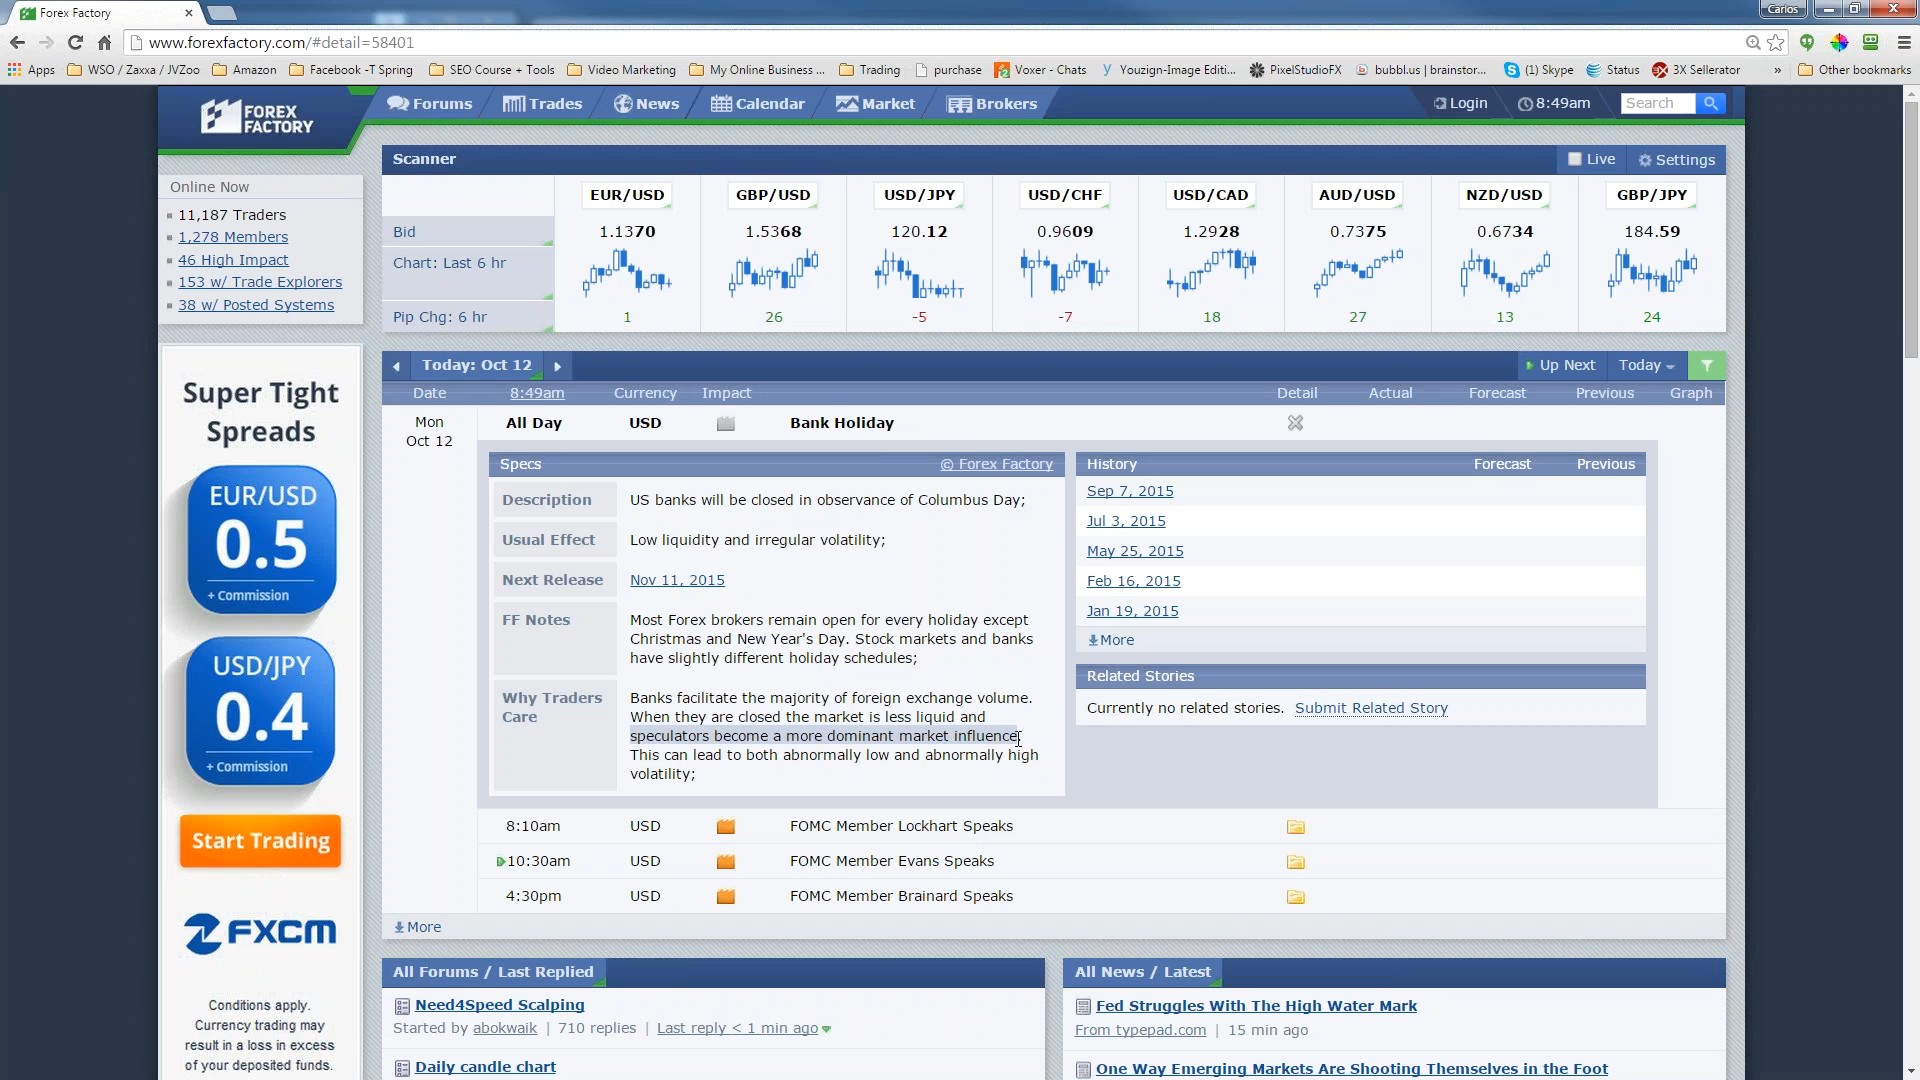 Forex Factory
Carlos
www.forexfactory.com/#detail=58401
Apps WSO / Zaxxa / JVZoo Amazon Facebook -T Spring SEO Course + Tools Video Marketing My Online Business ... Trading purchase Voxer - Chats Youzign-Image Editi... PixelStudioFX bubbl.us | brainstor... (1) Skype Status 3X Sellerator » Other bookmarks
FOREX FACTORY
Forums Trades News Calendar Market Brokers Login 8:49am Search
Online Now
11,187 Traders
1,278 Members
46 High Impact
153 w/ Trade Explorers
38 w/ Posted Systems
Super Tight
Spreads
EUR/USD
0.5
+ Commission
USD/JPY
0.4
+ Commission
Start Trading
FXCM
Conditions apply.
Currency trading may
result in a loss in excess
of your deposited funds.
Scanner Live Settings
EUR/USD GBP/USD USD/JPY USD/CHF USD/CAD AUD/USD NZD/USD GBP/JPY
Bid 1.1370 1.5368 120.12 0.9609 1.2928 0.7375 0.6734 184.59
Chart: Last 6 hr
Pip Chg: 6 hr 1 26 -5 -7 18 27 13 24
Today: Oct 12 Up Next Today
Date 8:49am Currency Impact Detail Actual Forecast Previous Graph
Mon
Oct 12
All Day USD Bank Holiday
Specs © Forex Factory
Description US banks will be closed in observance of Columbus Day;
Usual Effect Low liquidity and irregular volatility;
Next Release Nov 11, 2015
FF Notes Most Forex brokers remain open for every holiday except
Christmas and New Year's Day. Stock markets and banks
have slightly different holiday schedules;
Why Traders Care
Banks facilitate the majority of foreign exchange volume.
When they are closed the market is less liquid and
speculators become a more dominant market influence.
This can lead to both abnormally low and abnormally high
volatility;
History Forecast Previous
Sep 7, 2015
Jul 3, 2015
May 25, 2015
Feb 16, 2015
Jan 19, 2015
More
Related Stories
Currently no related stories. Submit Related Story
8:10am USD FOMC Member Lockhart Speaks
10:30am USD FOMC Member Evans Speaks
4:30pm USD FOMC Member Brainard Speaks
More
All Forums / Last Replied
Need4Speed Scalping
Started by abokwaik | 710 replies | Last reply < 1 min ago
Daily candle chart
All News / Latest
Fed Struggles With The High Water Mark
From typepad.com | 15 min ago
One Way Emerging Markets Are Shooting Themselves in the Foot